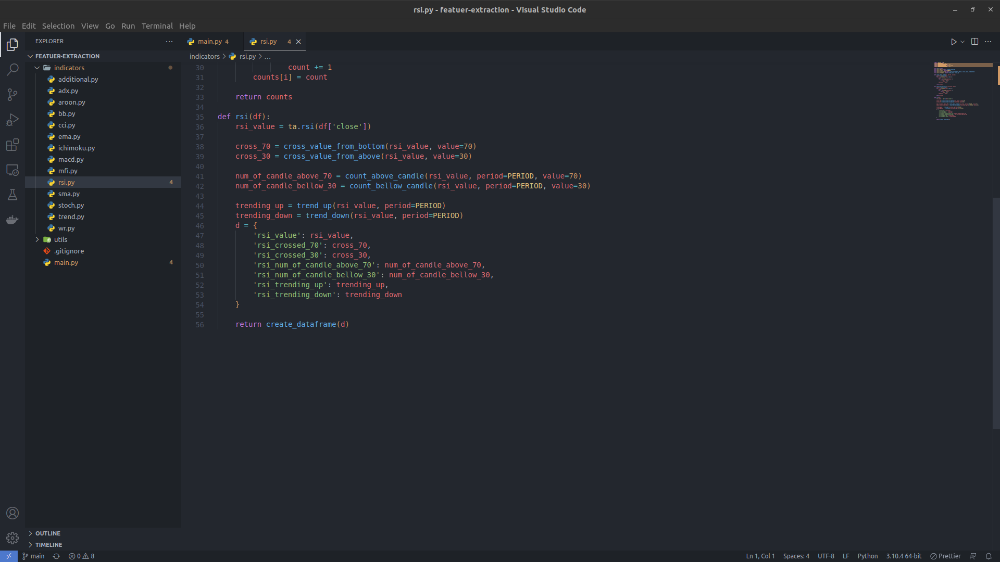 rsi.py - featuer-extraction - Visual Studio Code
File Edit Selection View Go Run Terminal Help
EXPLORER
main.py 4
rsi.py 4
FEATUER-EXTRACTION
indicators > rsi.py > ...
indicators
additional.py
adx.py
aroon.py
bb.py
cci.py
ema.py
ichimoku.py
macd.py
mfi.py
rsi.py 4
sma.py
stoch.py
trend.py
wr.py
utils
.gitignore
main.py 4
30 count += 1
31 counts[i] = count
32
33 return counts
34
35 def rsi(df):
36 rsi_value = ta.rsi(df['close'])
37
38 cross_70 = cross_value_from_bottom(rsi_value, value=70)
39 cross_30 = cross_value_from_above(rsi_value, value=30)
40
41 num_of_candle_above_70 = count_above_candle(rsi_value, period=PERIOD, value=70)
42 num_of_candle_bellow_30 = count_bellow_candle(rsi_value, period=PERIOD, value=30)
43
44 trending_up = trend_up(rsi_value, period=PERIOD)
45 trending_down = trend_down(rsi_value, period=PERIOD)
46 d = {
47 'rsi_value': rsi_value,
48 'rsi_crossed_70': cross_70,
49 'rsi_crossed_30': cross_30,
50 'rsi_num_of_candle_above_70': num_of_candle_above_70,
51 'rsi_num_of_candle_bellow_30': num_of_candle_bellow_30,
52 'rsi_trending_up': trending_up,
53 'rsi_trending_down': trending_down
54 }
55
56 return create_dataframe(d)
OUTLINE
TIMELINE
main 0 8 Ln 1, Col 1 Spaces: 4 UTF-8 LF Python 3.10.4 64-bit Prettier